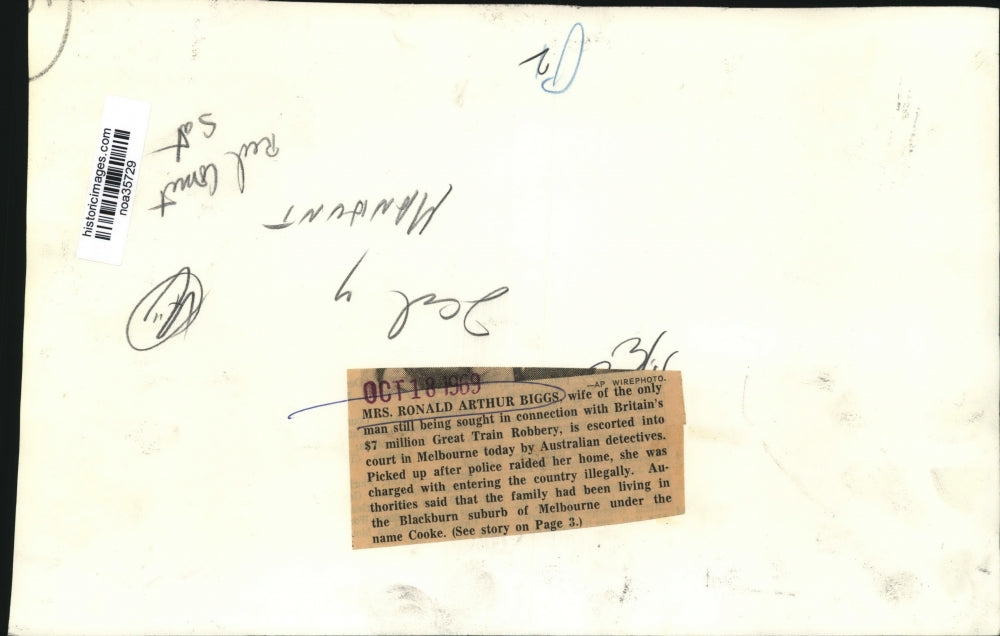 P2
historicimages.com
noa35729
Sat
MANHUNT
OCT 18 1969
—AP WIREPHOTO.
MRS. RONALD ARTHUR BIGGS, wife of the only
man still being sought in connection with Britain's
$7 million Great Train Robbery, is escorted into
court in Melbourne today by Australian detectives.
Picked up after police raided her home, she was
charged with entering the country illegally. Au-
thorities said that the family had been living in
the Blackburn suburb of Melbourne under the
name Cooke. (See story on Page 3.)